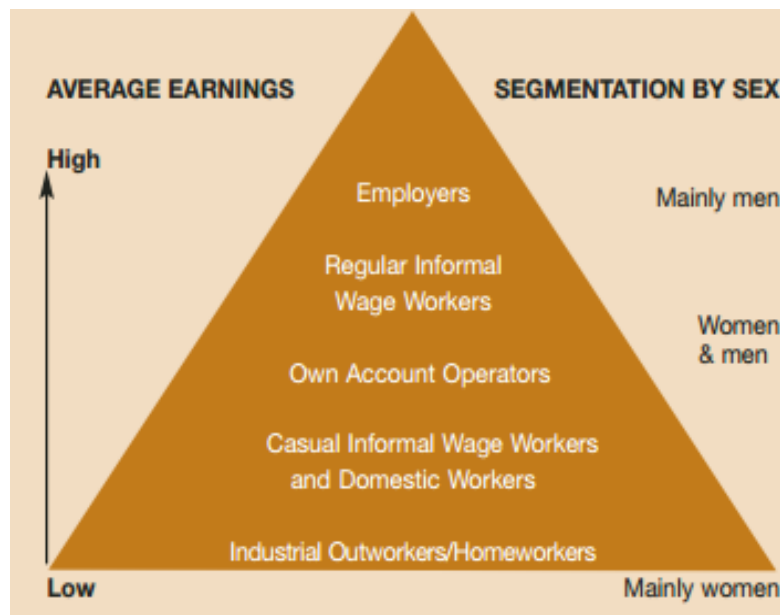 AVERAGE EARNINGS
SEGMENTATION BY SEX
High
Employers
Mainly men
Regular Informal
Wage Workers
Women
& men
Own Account Operators
Casual Informal Wage Workers
and Domestic Workers
Industrial Outworkers/Homeworkers
Low
Mainly women